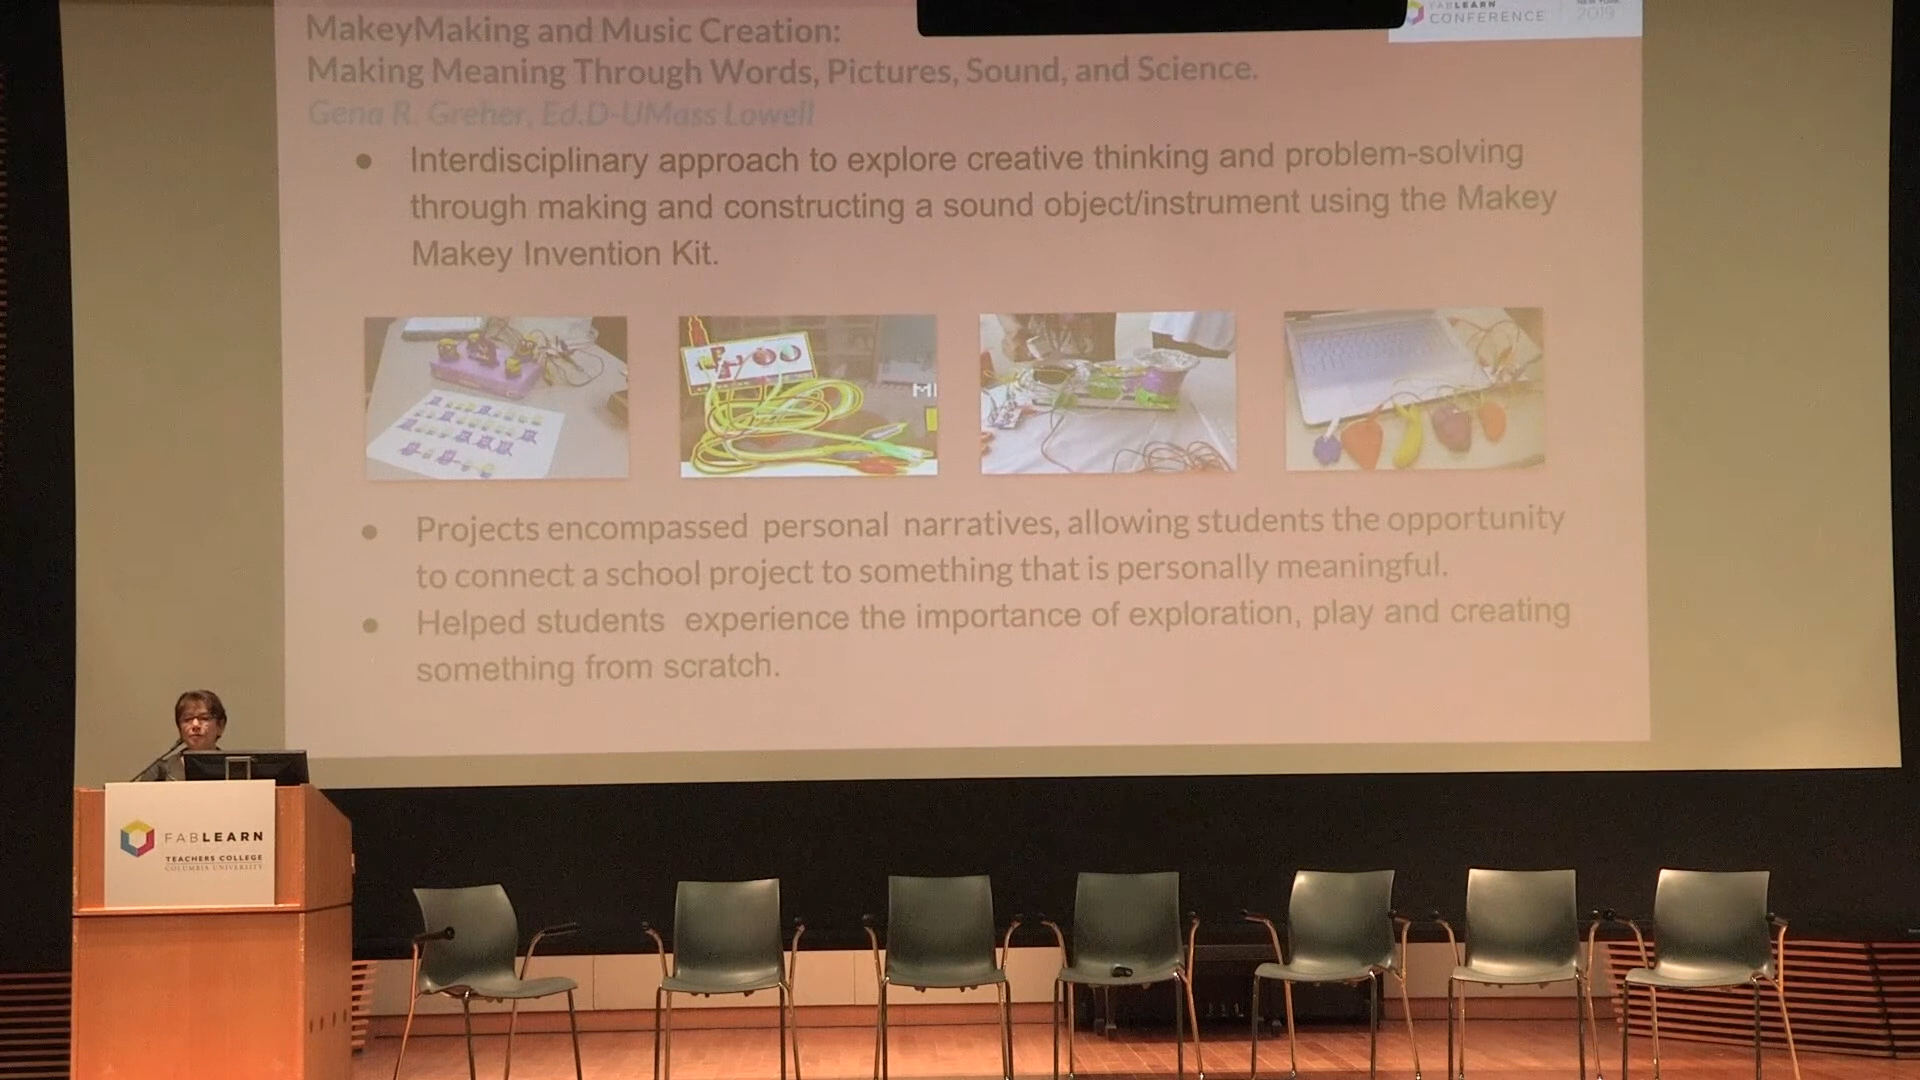 MakeyMaking and Music Creation:
FABLEARN
CONFERENCE
NEW YORK
2019
Making Meaning Through Words, Pictures, Sound, and Science.
Gena R. Greher, Ed.D-UMass Lowell
● Interdisciplinary approach to explore creative thinking and problem-solving
through making and constructing a sound object/instrument using the Makey
Makey Invention Kit.
● Projects encompassed personal narratives, allowing students the opportunity
to connect a school project to something that is personally meaningful.
● Helped students experience the importance of exploration, play and creating
something from scratch.
FABLEARN
TEACHERS COLLEGE
COLUMBIA UNIVERSITY